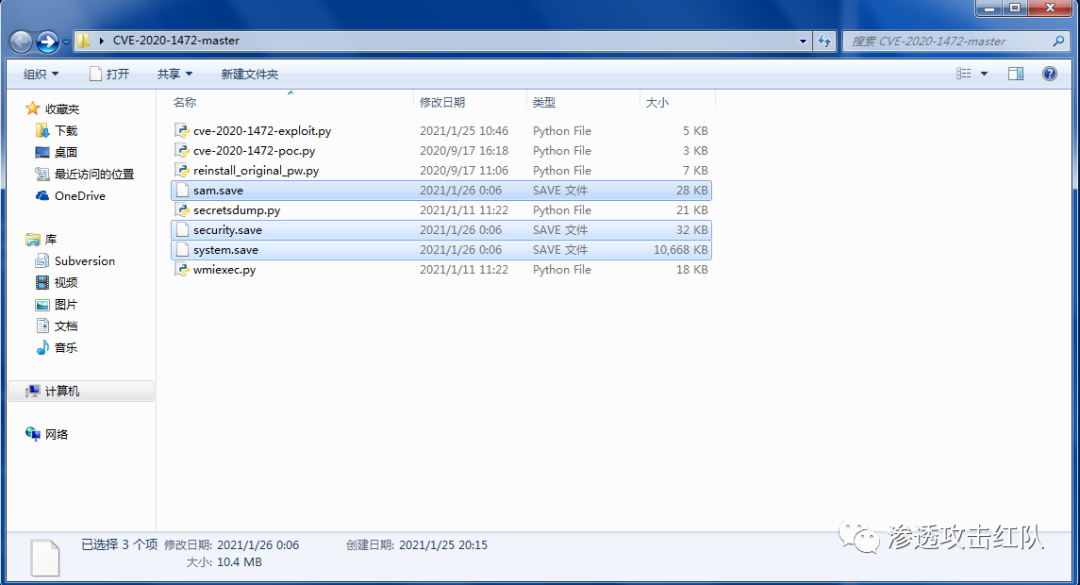 CVE-2020-1472-master
搜索 CVE-2020-1472-master
组织 打开 共享 新建文件夹
名称 修改日期 类型 大小
收藏夹
下载
桌面
最近访问的位置
OneDrive
库
Subversion
视频
图片
文档
音乐
计算机
网络
cve-2020-1472-exploit.py 2021/1/25 10:46 Python File 5 KB
cve-2020-1472-poc.py 2020/9/17 16:18 Python File 3 KB
reinstall_original_pw.py 2020/9/17 11:06 Python File 7 KB
sam.save 2021/1/26 0:06 SAVE 文件 28 KB
secretsdump.py 2021/1/11 11:22 Python File 21 KB
security.save 2021/1/26 0:06 SAVE 文件 32 KB
system.save 2021/1/26 0:06 SAVE 文件 10,668 KB
wmiexec.py 2021/1/11 11:22 Python File 18 KB
已选择 3 个项 修改日期: 2021/1/26 0:06 创建日期: 2021/1/25 20:15
大小: 10.4 MB
渗透攻击红队